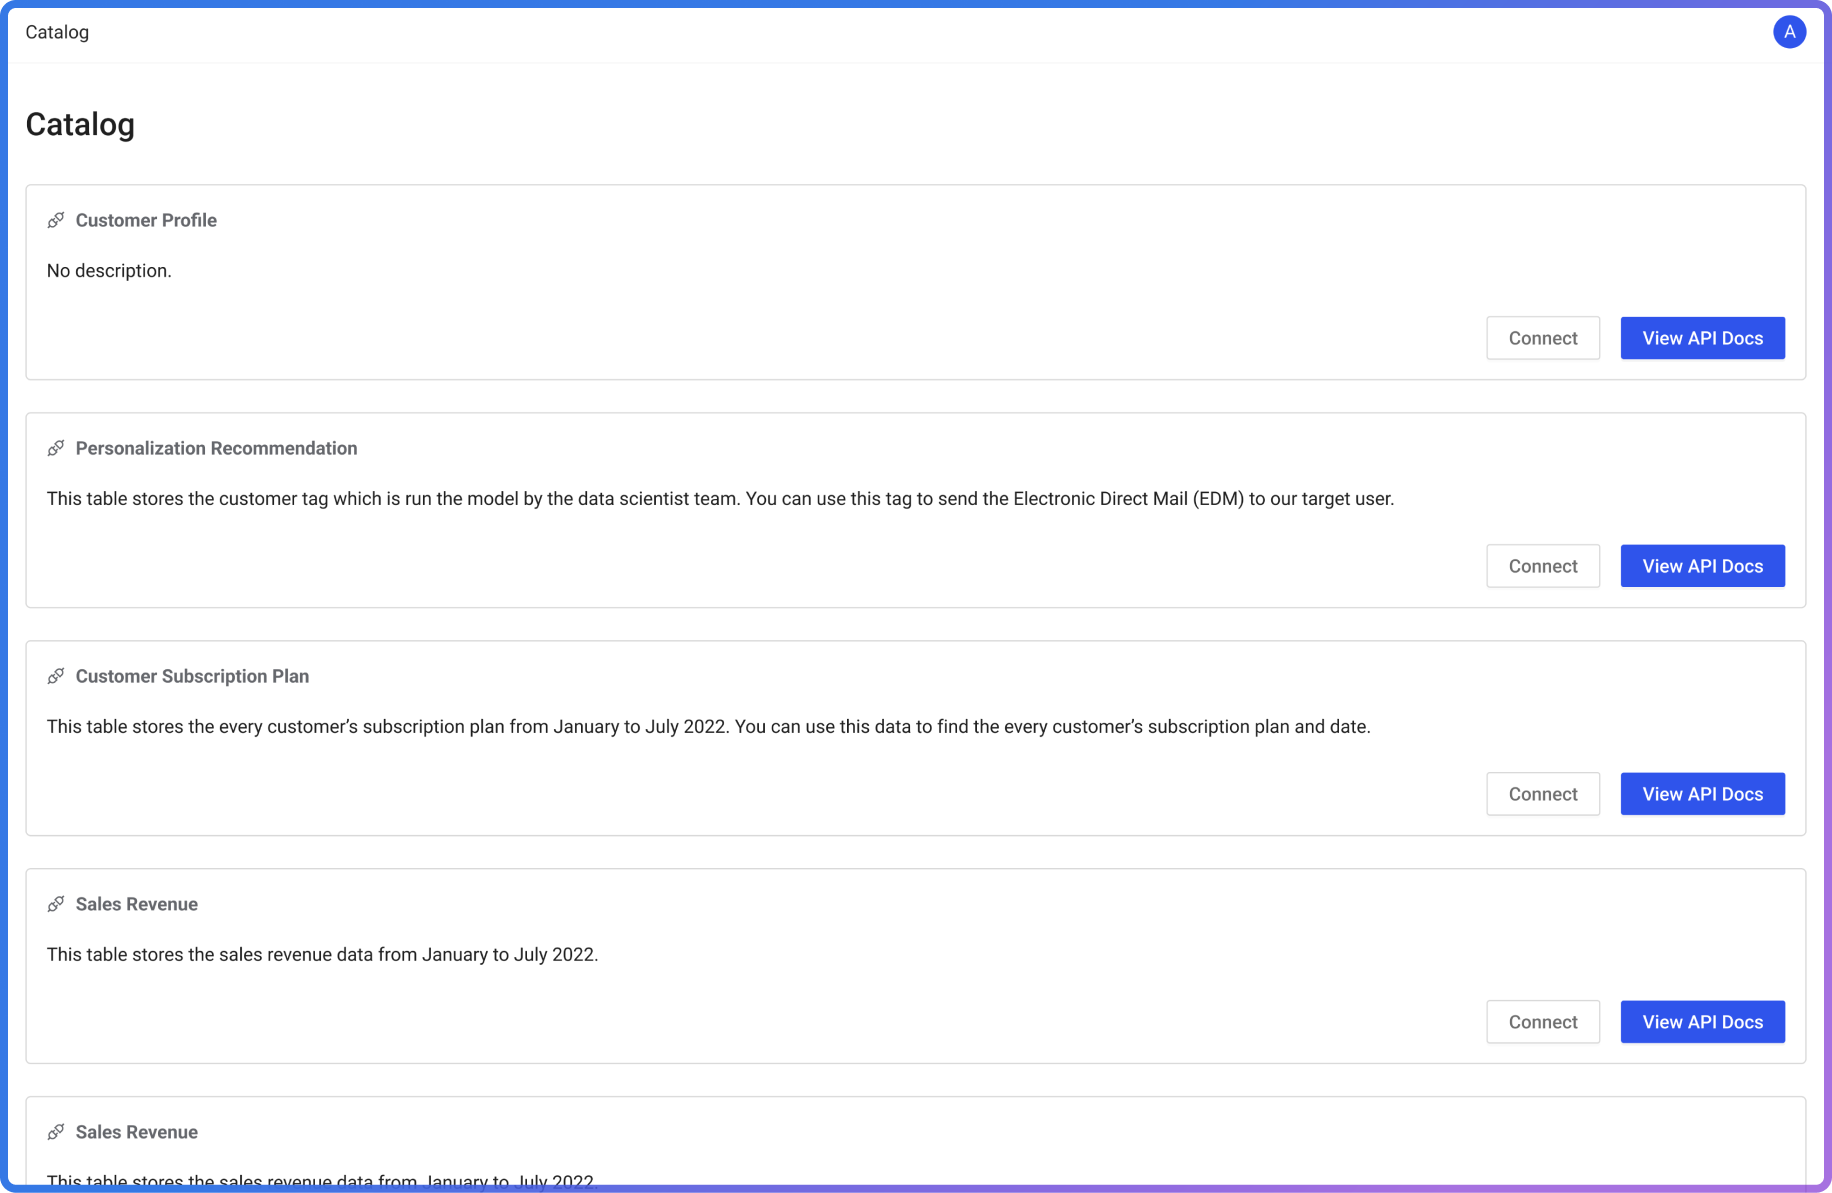 Catalog
A
Catalog
Customer Profile
No description.
Connect
View API Docs
Personalization Recommendation
This table stores the customer tag which is run the model by the data scientist team. You can use this tag to send the Electronic Direct Mail (EDM) to our target user.
Connect
View API Docs
Customer Subscription Plan
This table stores the every customer’s subscription plan from January to July 2022. You can use this data to find the every customer’s subscription plan and date.
Connect
View API Docs
Sales Revenue
This table stores the sales revenue data from January to July 2022.
Connect
View API Docs
Sales Revenue
This table stores the sales revenue data from January to July 2022.